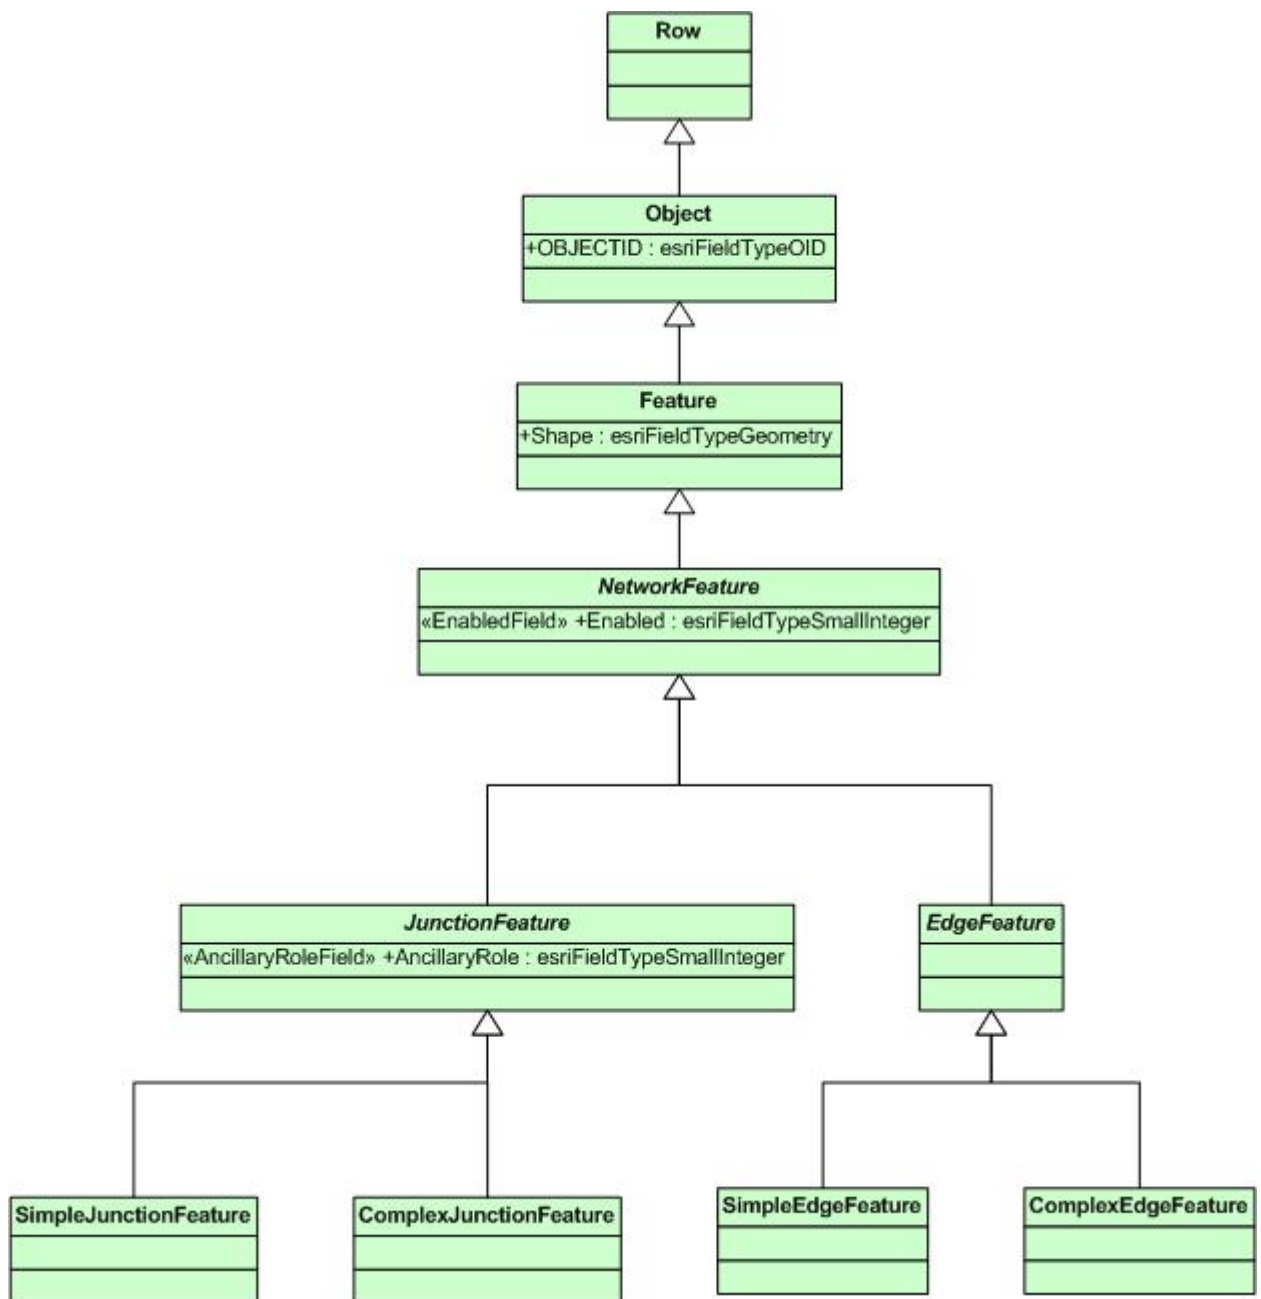 Row
Object
+OBJECTID : esriFieldTypeOID
Feature
+Shape : esriFieldTypeGeometry
NetworkFeature
«EnabledField» +Enabled : esriFieldTypeSmallInteger
JunctionFeature
«AncillaryRoleField» +AncillaryRole : esriFieldTypeSmallInteger
EdgeFeature
SimpleJunctionFeature
ComplexJunctionFeature
SimpleEdgeFeature
ComplexEdgeFeature